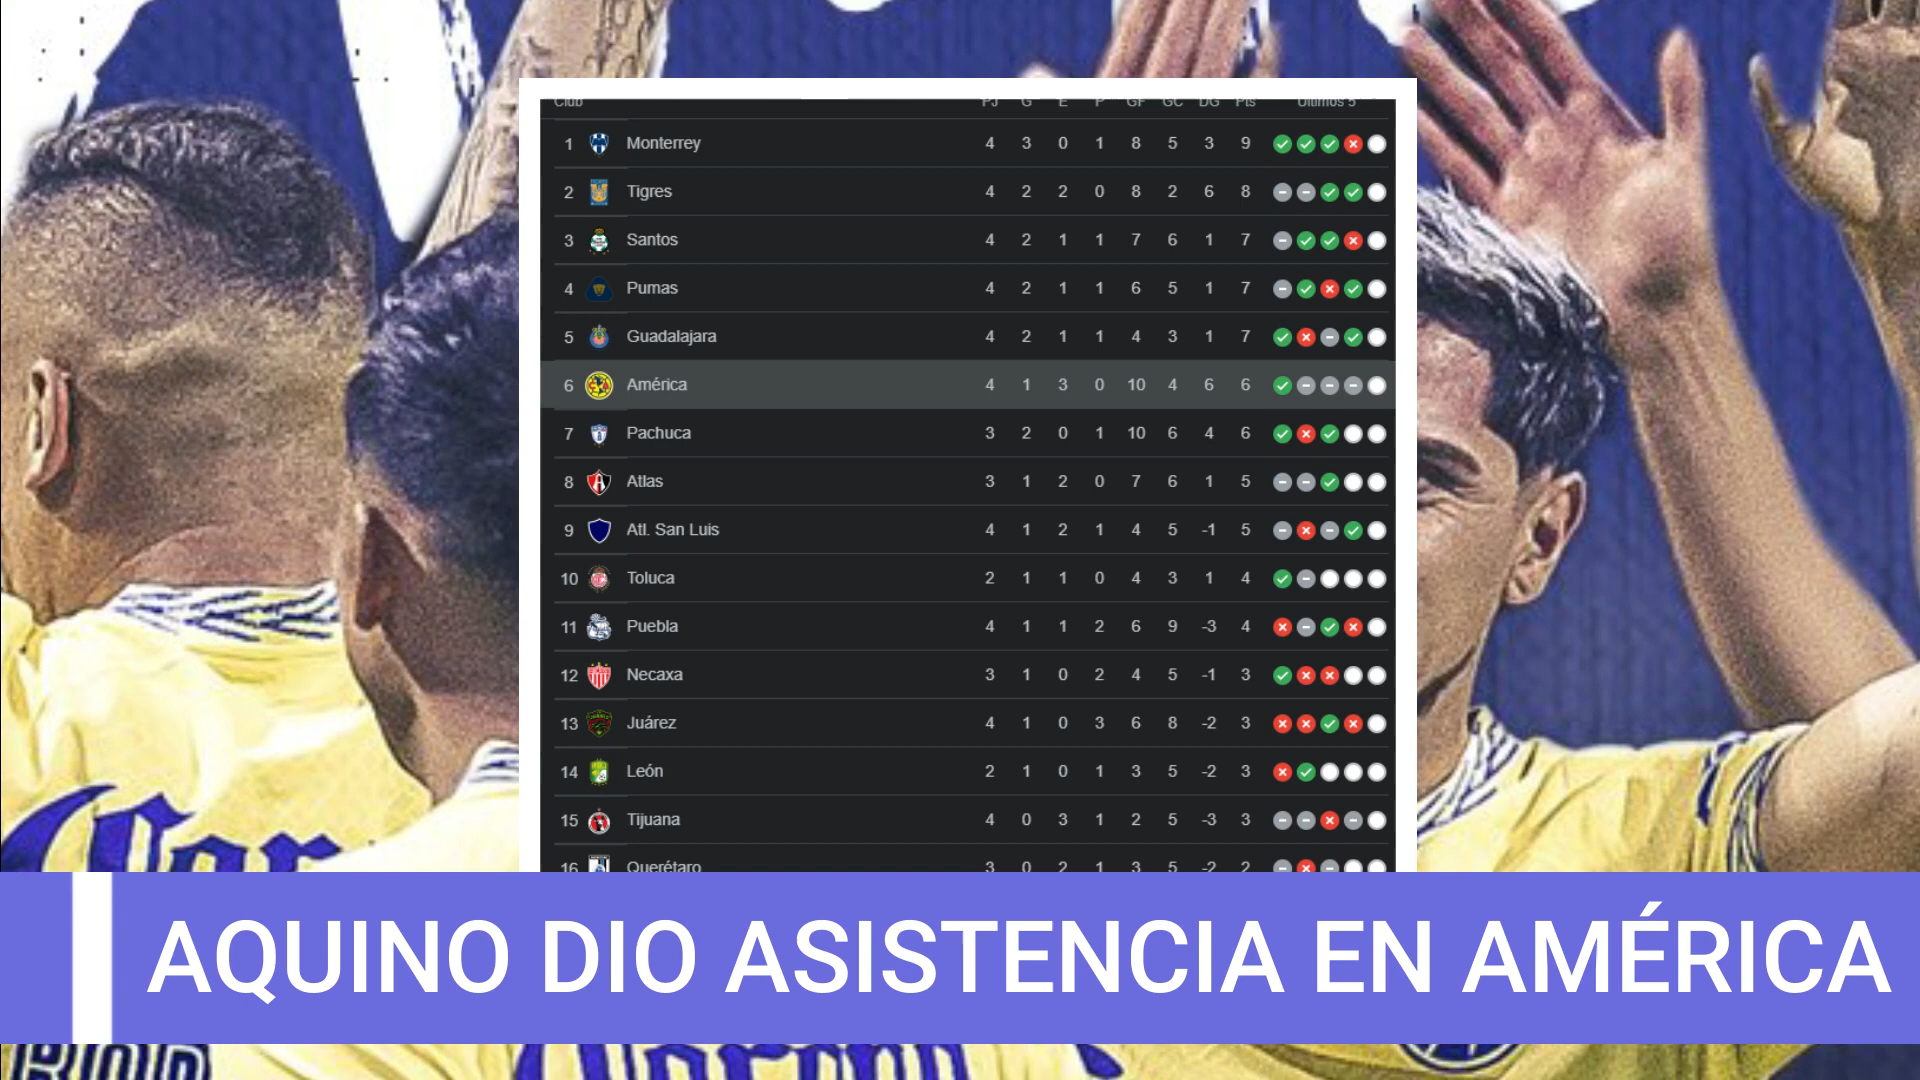 Club PJ G E P GF GC DG Pts Últimos 5
1 Monterrey 4 3 0 1 8 5 3 9
2 Tigres 4 2 2 0 8 2 6 8
3 Santos 4 2 1 1 7 6 1 7
4 Pumas 4 2 1 1 6 5 1 7
5 Guadalajara 4 2 1 1 4 3 1 7
6 América 4 1 3 0 10 4 6 6
7 Pachuca 3 2 0 1 10 6 4 6
8 Atlas 3 1 2 0 7 6 1 5
9 Atl. San Luis 4 1 2 1 4 5 -1 5
10 Toluca 2 1 1 0 4 3 1 4
11 Puebla 4 1 1 2 6 9 -3 4
12 Necaxa 3 1 0 2 4 5 -1 3
13 Juárez 4 1 0 3 6 8 -2 3
14 León 2 1 0 1 3 5 -2 3
15 Tijuana 4 0 3 1 2 5 -3 3
16 Querétaro 3 0 2 1 3 5 -2 2
AQUINO DIO ASISTENCIA EN AMÉRICA